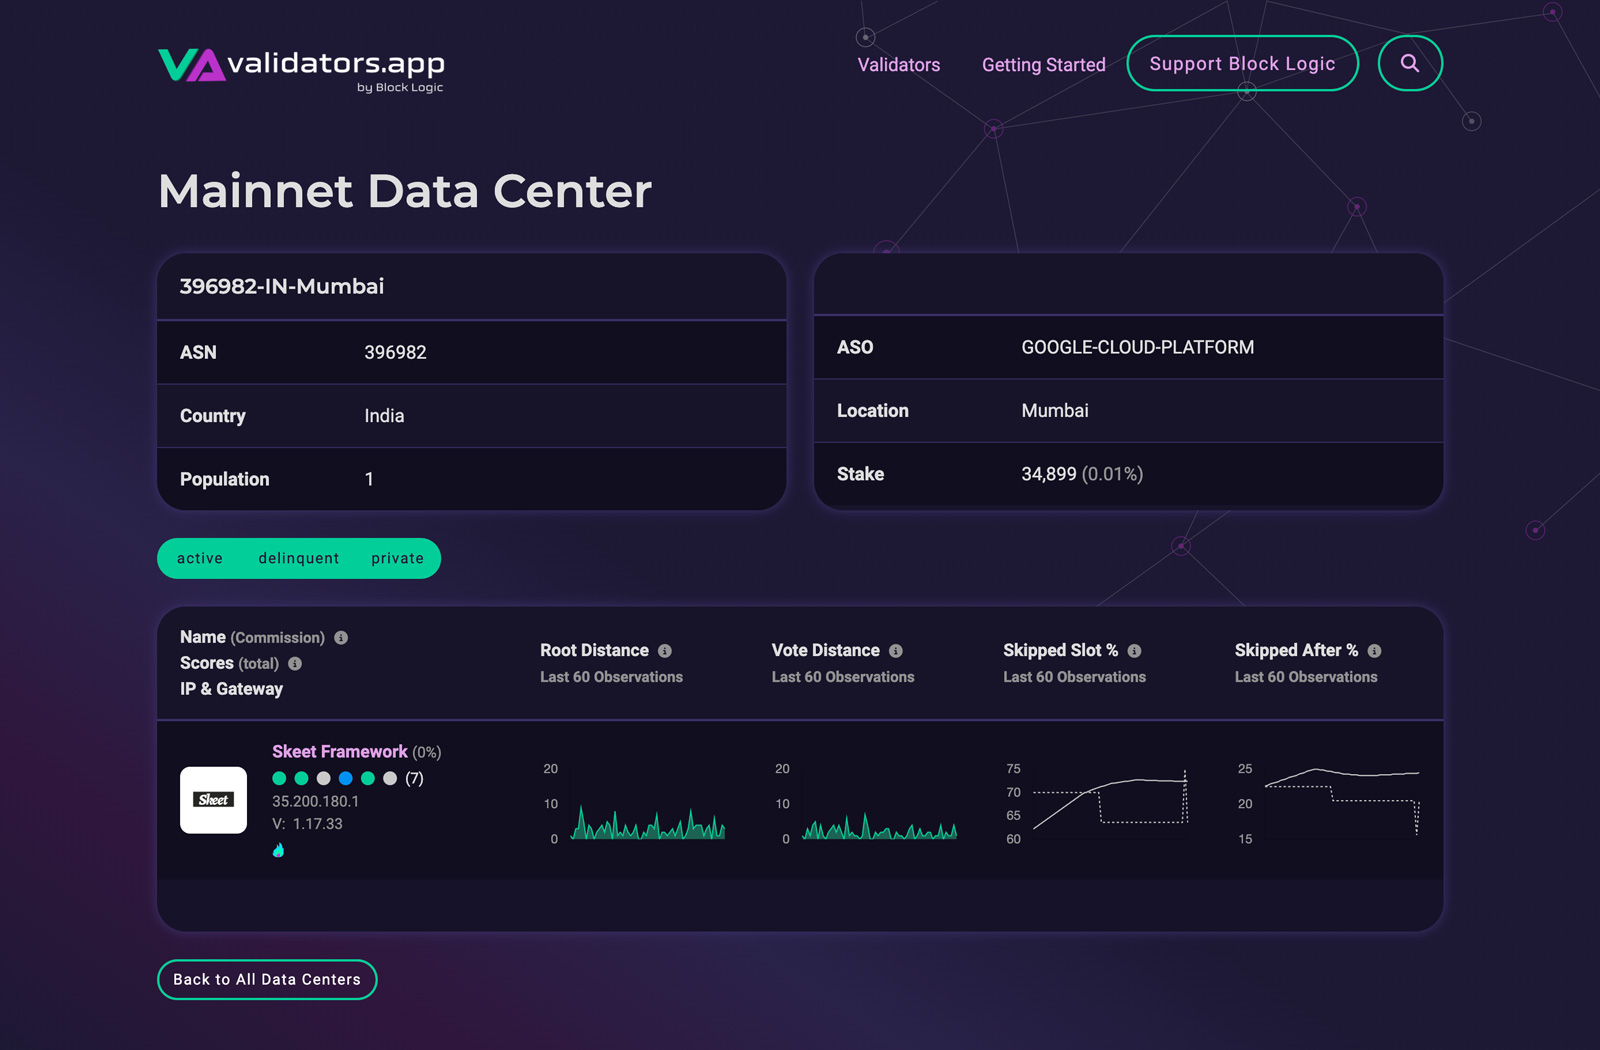 VA validators.app
by Block Logic
Validators
Getting Started
Support Block Logic
Mainnet Data Center
396982-IN-Mumbai
ASN 396982
Country India
Population 1
ASO GOOGLE-CLOUD-PLATFORM
Location Mumbai
Stake 34,899 (0.01%)
active delinquent private
Name (Commission) i
Scores (total) i
IP & Gateway
Root Distance i
Last 60 Observations
Vote Distance i
Last 60 Observations
Skipped Slot % i
Last 60 Observations
Skipped After % i
Last 60 Observations
Skeet
Skeet Framework (0%)
(7)
35.200.180.1
V: 1.17.33
20
10
0
20
10
0
75
70
65
60
25
20
15
Back to All Data Centers